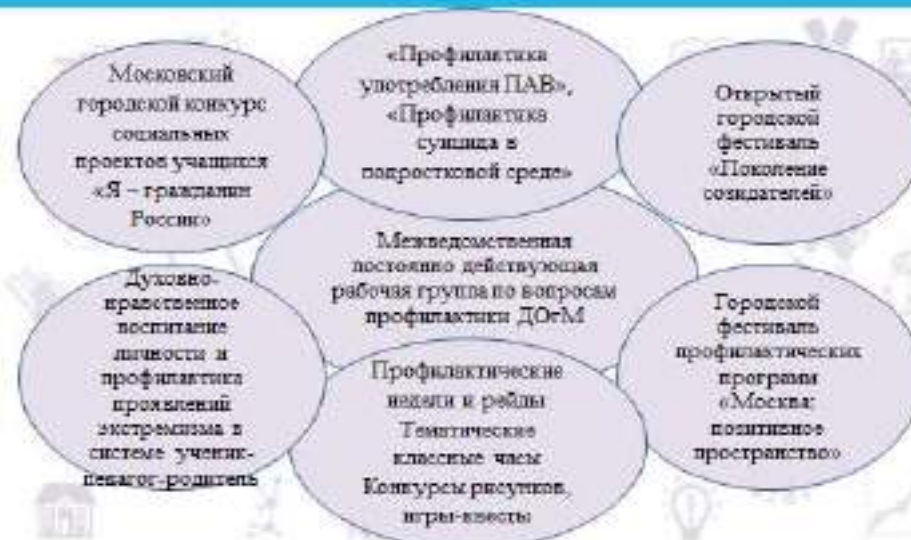 Московский
городской конкурс
социальных
проектов учащихся
«Я – гражданин
России»
«Профилактика
употребления ПАВ»,
«Профилактика
суицида в
подростковой среде»
Открытый
городской
фестиваль
«Поколение
созидателей»
Межведомственная
постоянно действующая
рабочая группа по вопросам
профилактики ДОгМ
Духовно-
нравственное
воспитание
личности и
профилактика
проявлений
экстремизма в
системе ученик-
педагог-родитель
Профилактические
недели и рейды
Тематические
классные часы
Конкурсы рисунков,
игры-квесты
Городской
фестиваль
профилактических
программ
«Москва:
позитивное
пространство»